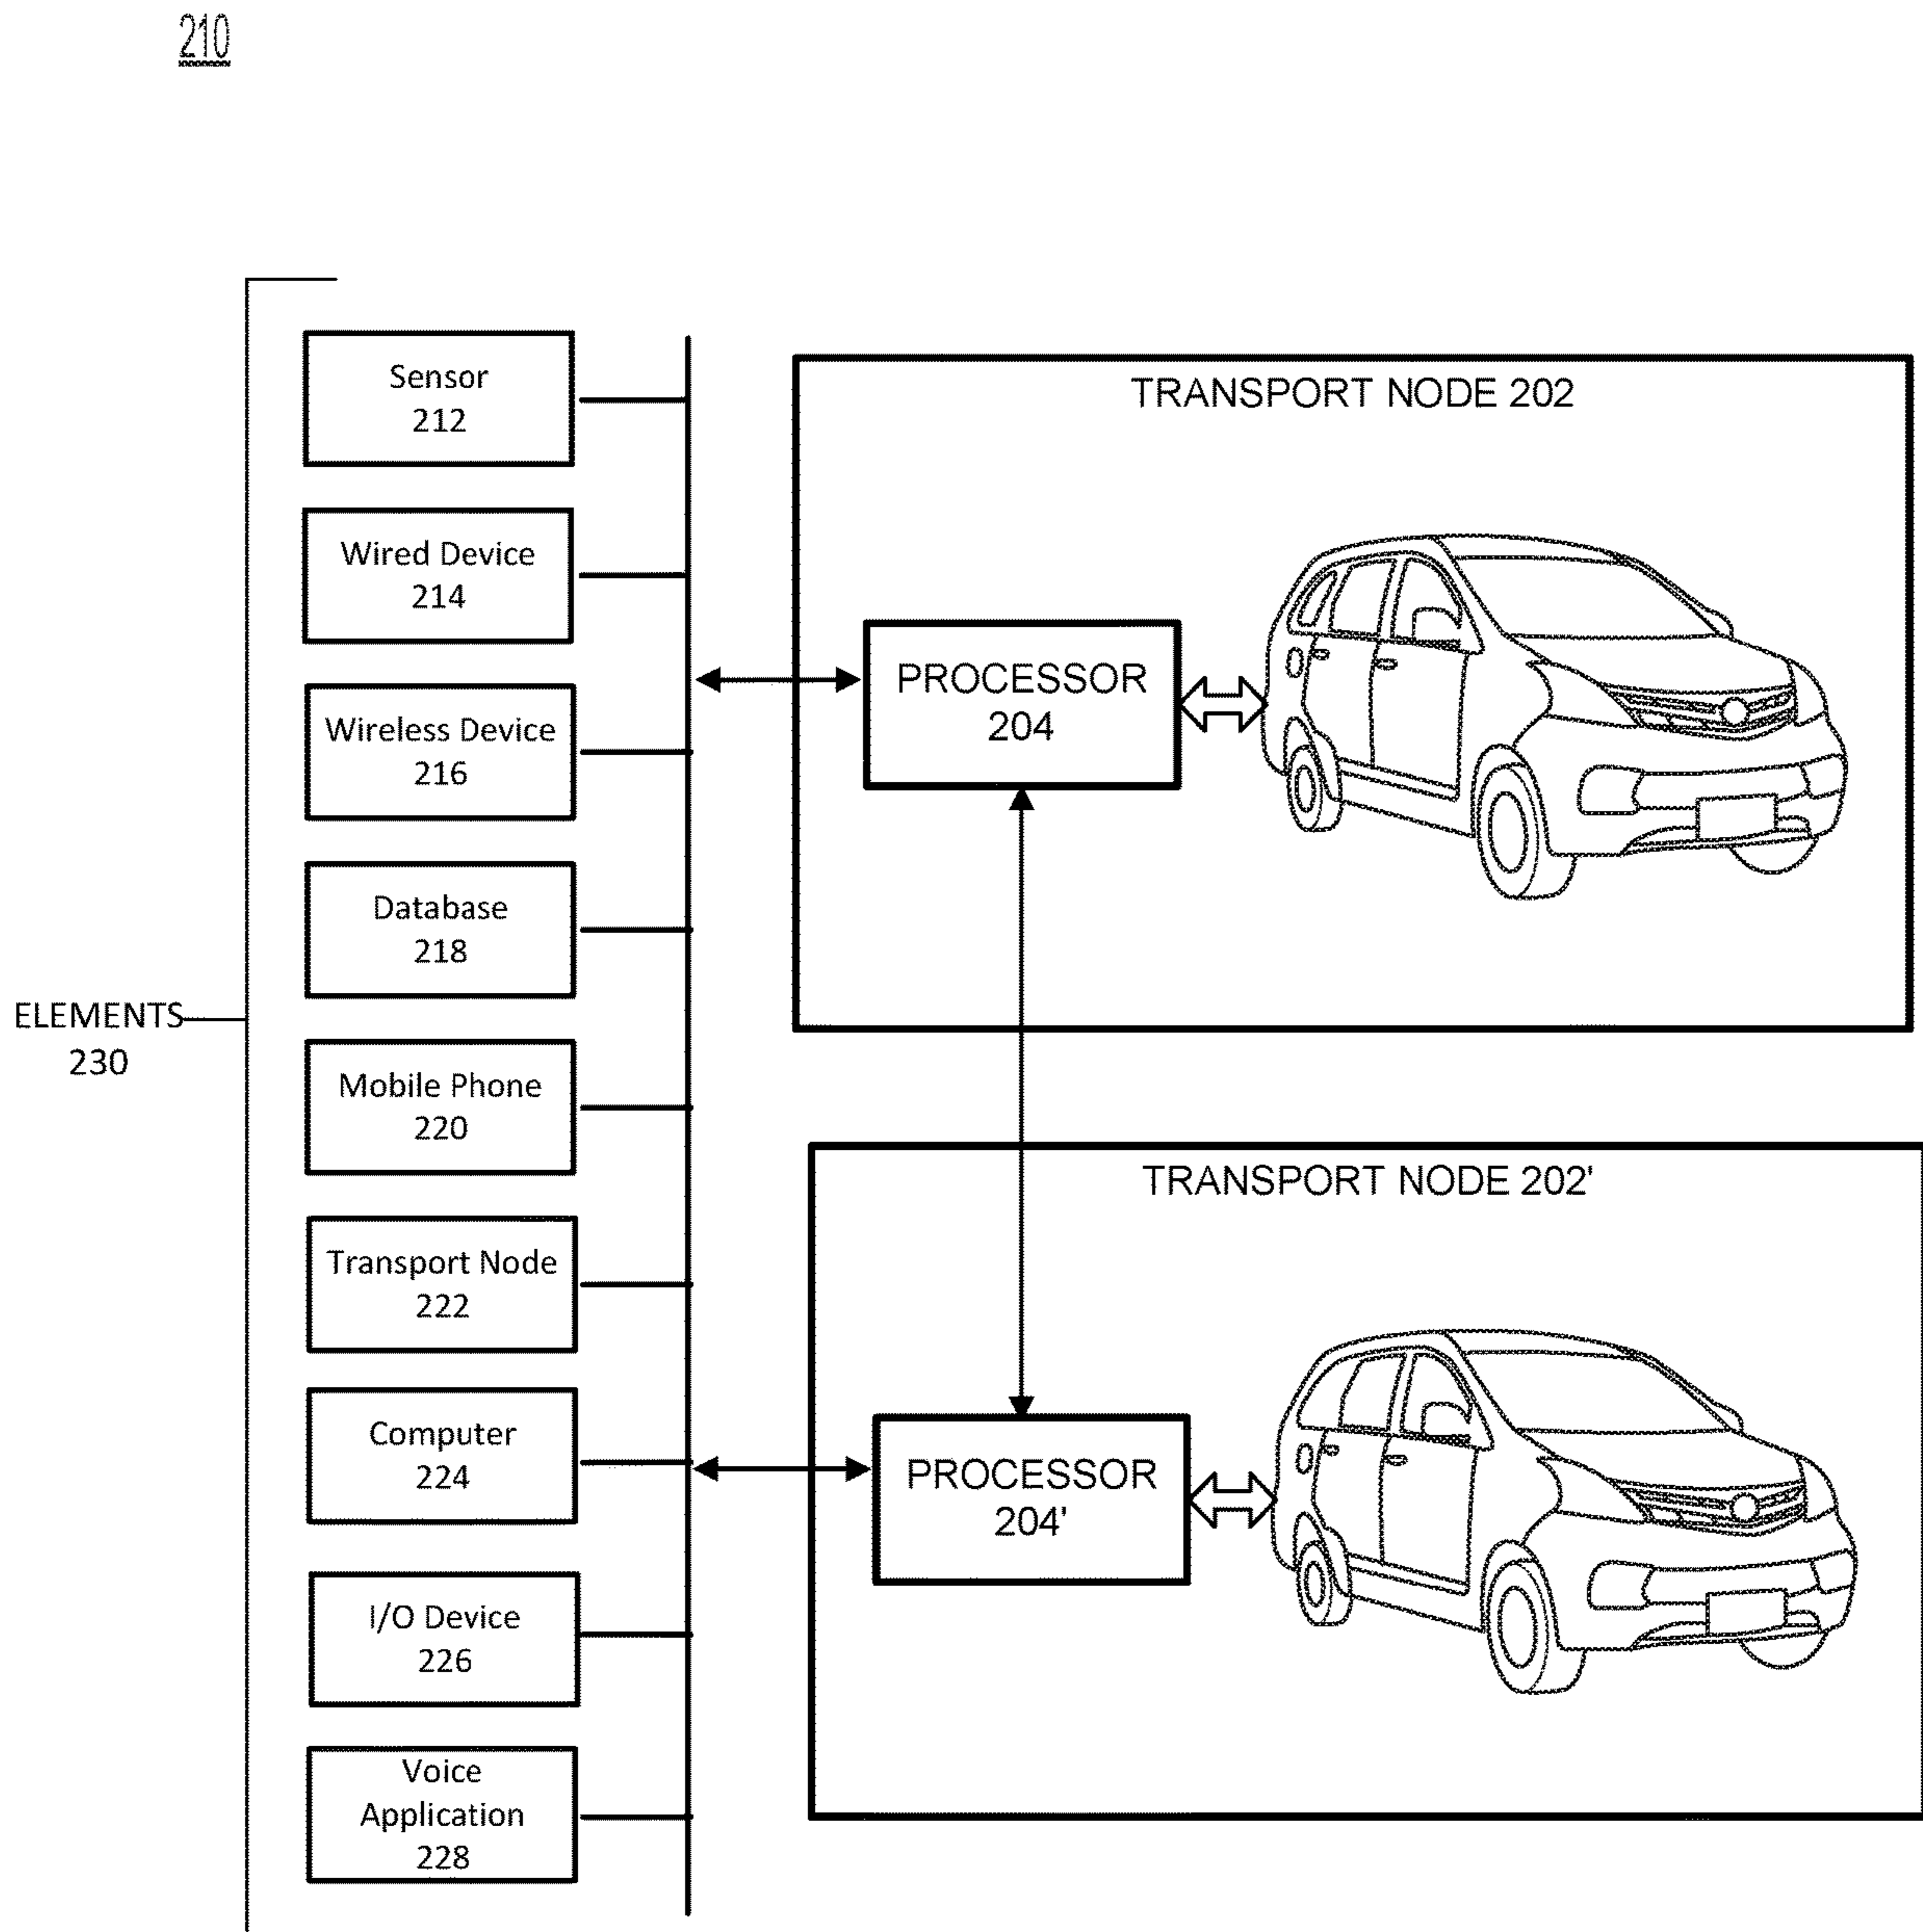 210
Sensor
212
Wired Device
214
Wireless Device
216
Database
218
ELEMENTS
230
Mobile Phone
220
Transport Node
222
Computer
224
I/O Device
226
Voice
Application
228
TRANSPORT NODE 202
PROCESSOR
204
TRANSPORT NODE 202'
PROCESSOR
204'